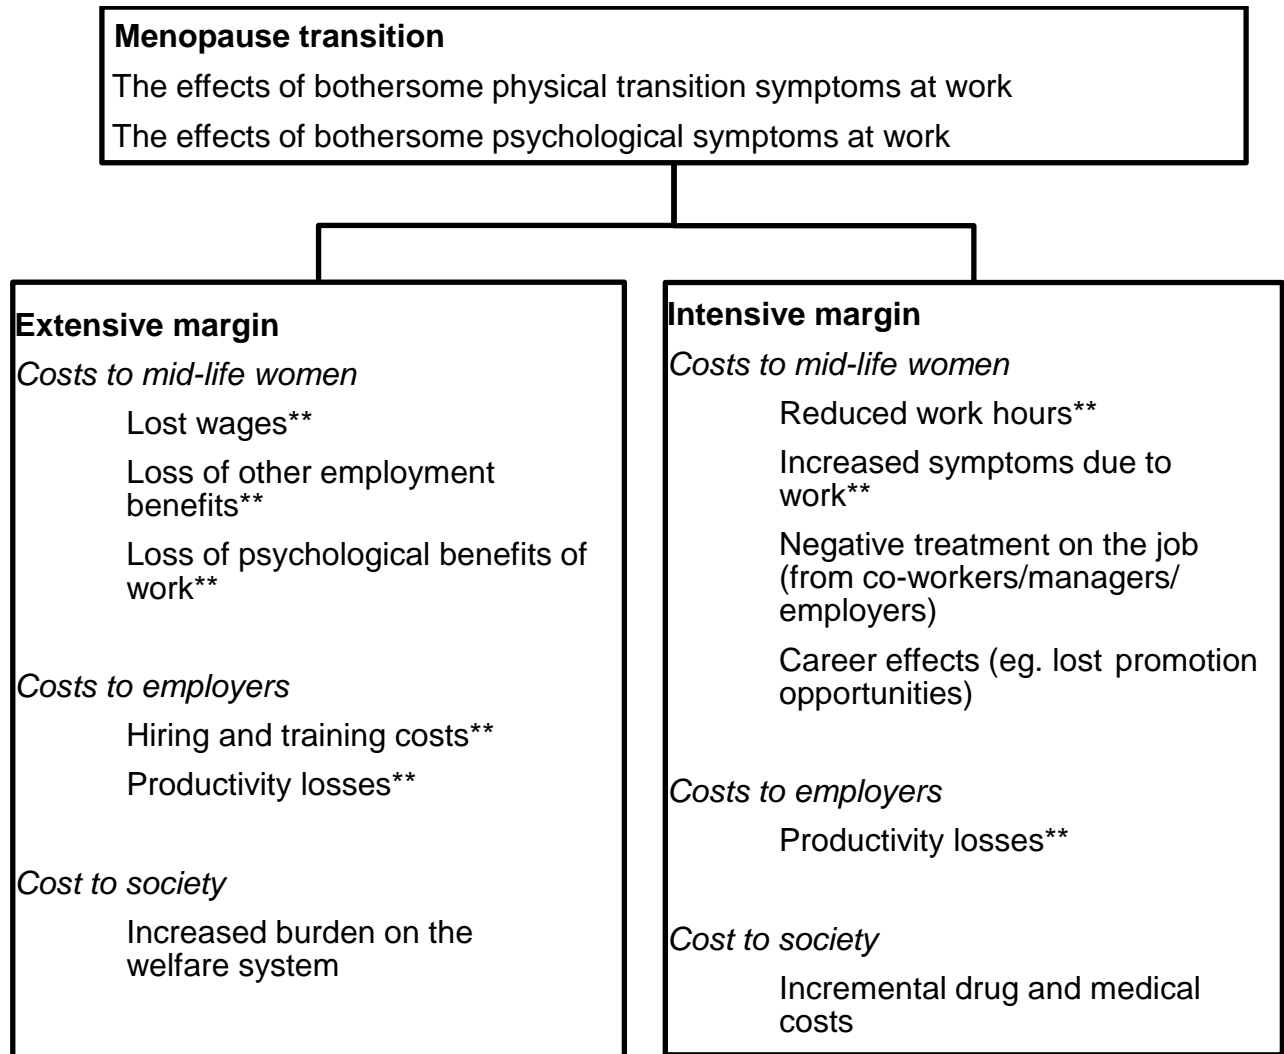 Menopause transition
The effects of bothersome physical transition symptoms at work
The effects of bothersome psychological symptoms at work
Extensive margin
Costs to mid-life women
Lost wages**
Loss of other employment
benefits**
Loss of psychological benefits of
work**
Costs to employers
Hiring and training costs**
Productivity losses**
Cost to society
Increased burden on the
welfare system
Intensive margin
Costs to mid-life women
Reduced work hours**
Increased symptoms due to
work**
Negative treatment on the job
(from co-workers/managers/
employers)
Career effects (eg. lost promotion
opportunities)
Costs to employers
Productivity losses**
Cost to society
Incremental drug and medical
costs